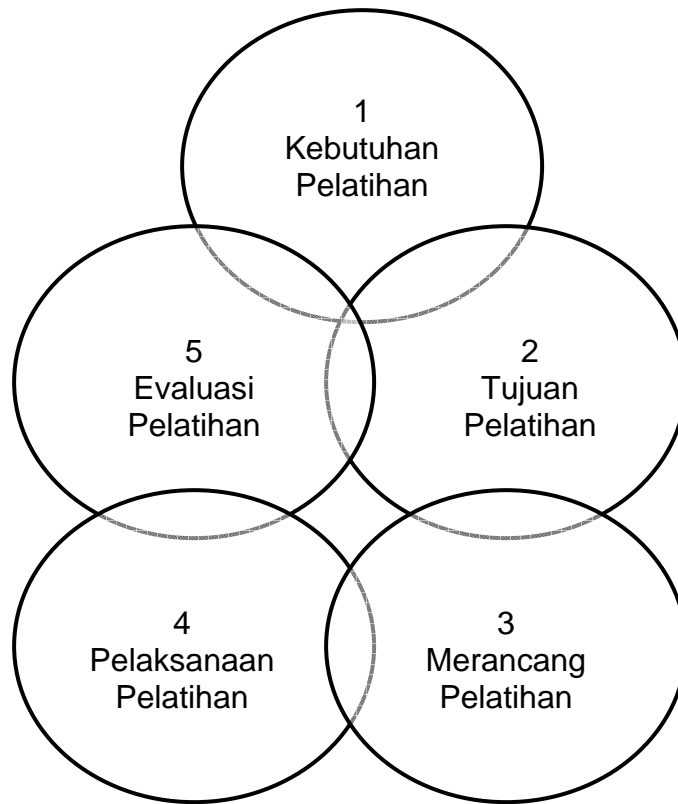 1
Kebutuhan
Pelatihan
5
Evaluasi
Pelatihan
2
Tujuan
Pelatihan
4
Pelaksanaan
Pelatihan
3
Merancang
Pelatihan